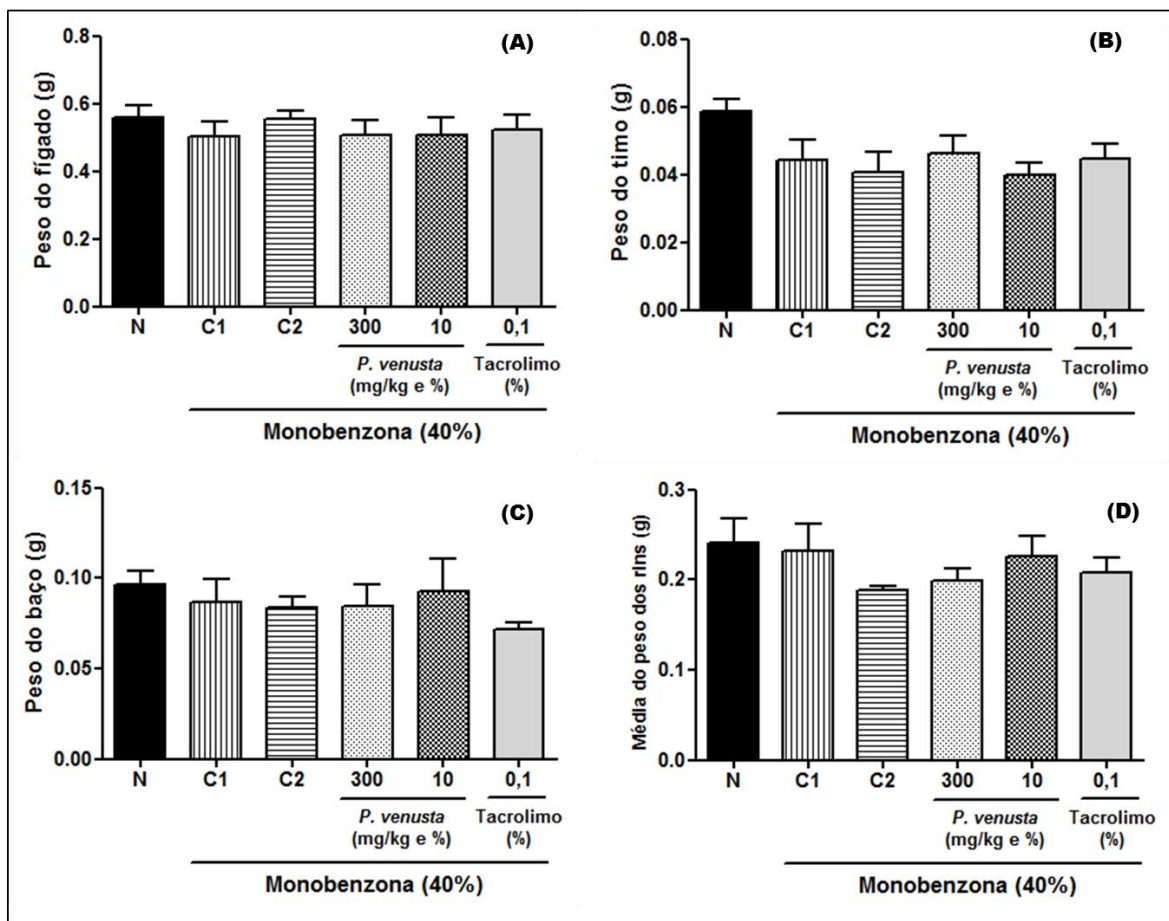 (A)
Peso do fígado (g)
0.8
0.6
0.4
0.2
0.0
N C1 C2 300 10 0,1
P. venusta Tacrolimo
(mg/kg e %) (%)
Monobenzona (40%)
(B)
Peso do timo (g)
0.08
0.06
0.04
0.02
0.00
N C1 C2 300 10 0,1
P. venusta Tacrolimo
(mg/kg e %) (%)
Monobenzona (40%)
(C)
Peso do baço (g)
0.15
0.10
0.05
0.00
N C1 C2 300 10 0,1
P. venusta Tacrolimo
(mg/kg e %) (%)
Monobenzona (40%)
(D)
Média do peso dos rins (g)
0.3
0.2
0.1
0.0
N C1 C2 300 10 0,1
P. venusta Tacrolimo
(mg/kg e %) (%)
Monobenzona (40%)